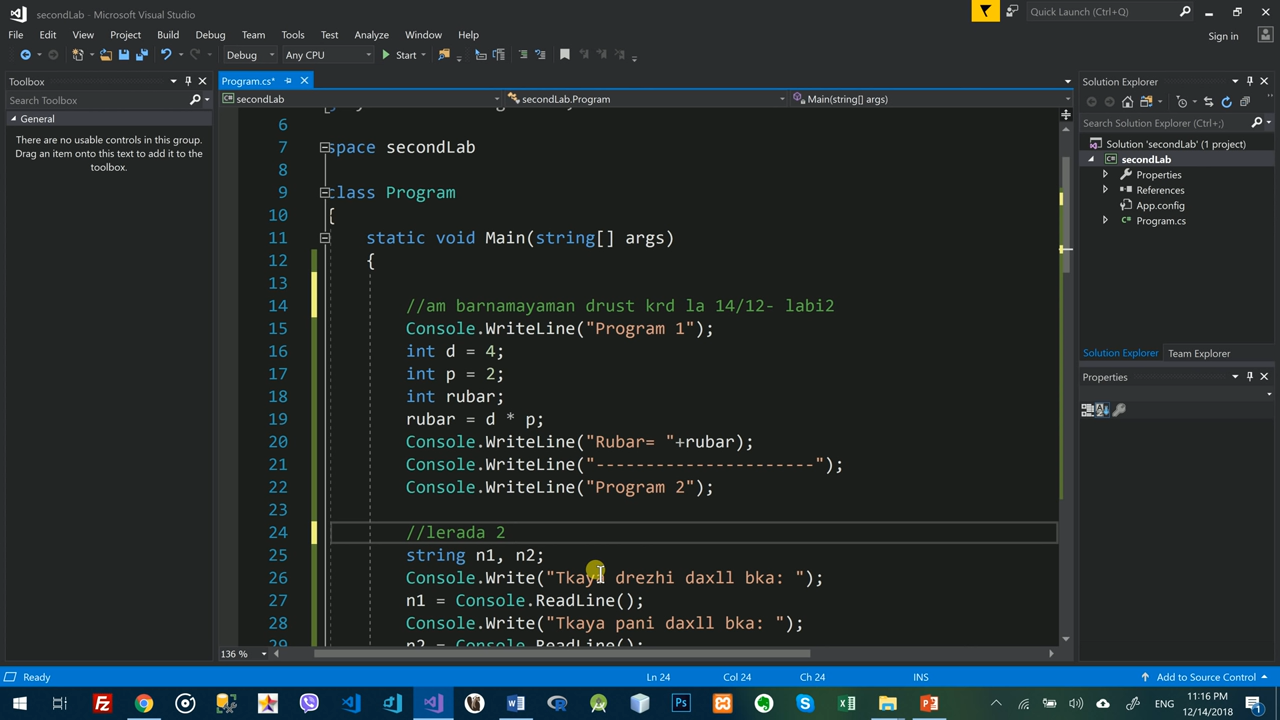 secondLab - Microsoft Visual Studio
Quick Launch (Ctrl+Q)
File Edit View Project Build Debug Team Tools Test Analyze Window Help
Sign in
Debug Any CPU Start
Toolbox
Search Toolbox
General
There are no usable controls in this group.
Drag an item onto this text to add it to the
toolbox.
Program.cs*
secondLab secondLab.Program Main(string[] args)
6
7 space secondLab
8
9 class Program
10 {
11 static void Main(string[] args)
12 {
13
14 //am barnamayaman drust krd la 14/12- labi2
15 Console.WriteLine("Program 1");
16 int d = 4;
17 int p = 2;
18 int rubar;
19 rubar = d * p;
20 Console.WriteLine("Rubar= "+rubar);
21 Console.WriteLine("----------------------");
22 Console.WriteLine("Program 2");
23
24 //lerada 2
25 string n1, n2;
26 Console.Write("Tkaya drezhi daxll bka: ");
27 n1 = Console.ReadLine();
28 Console.Write("Tkaya pani daxll bka: ");
29 n2 = Console.ReadLine();
136 %
Solution Explorer
Search Solution Explorer (Ctrl+;)
Solution 'secondLab' (1 project)
secondLab
Properties
References
App.config
Program.cs
Solution Explorer Team Explorer
Properties
Ready Ln 24 Col 24 Ch 24 INS Add to Source Control
ENG
11:16 PM
12/14/2018